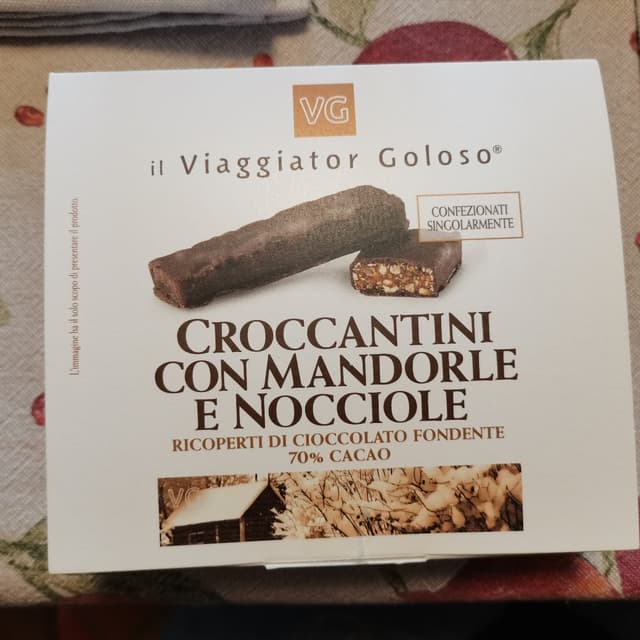 VG
il Viaggiator Goloso®
CONFEZIONATI
SINGOLARMENTE
L'immagine ha il solo scopo di presentare il prodotto.
CROCCANTINI
CON MANDORLE
E NOCCIOLE
RICOPERTI DI CIOCCOLATO FONDENTE
70% CACAO
VG